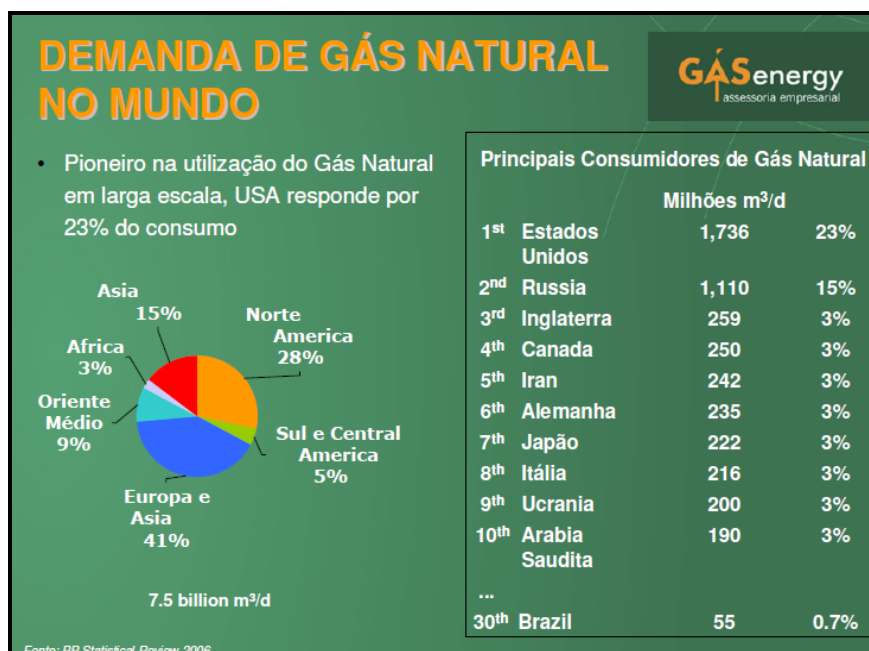 DEMANDA DE GÁS NATURAL
NO MUNDO
GÁSenergy
assessoria empresarial
• Pioneiro na utilização do Gás Natural
em larga escala, USA responde por
23% do consumo
Asia
15%
Norte
America
28%
Africa
3%
Oriente
Médio
9%
Sul e Central
America
5%
Europa e
Asia
41%
7.5 billion m³/d
Principais Consumidores de Gás Natural
Milhões m³/d
1st Estados Unidos 1,736 23%
2nd Russia 1,110 15%
3rd Inglaterra 259 3%
4th Canada 250 3%
5th Iran 242 3%
6th Alemanha 235 3%
7th Japão 222 3%
8th Itália 216 3%
9th Ucrania 200 3%
10th Arabia Saudita 190 3%
...
30th Brazil 55 0.7%
Fonte: BP Statistical Review 2006